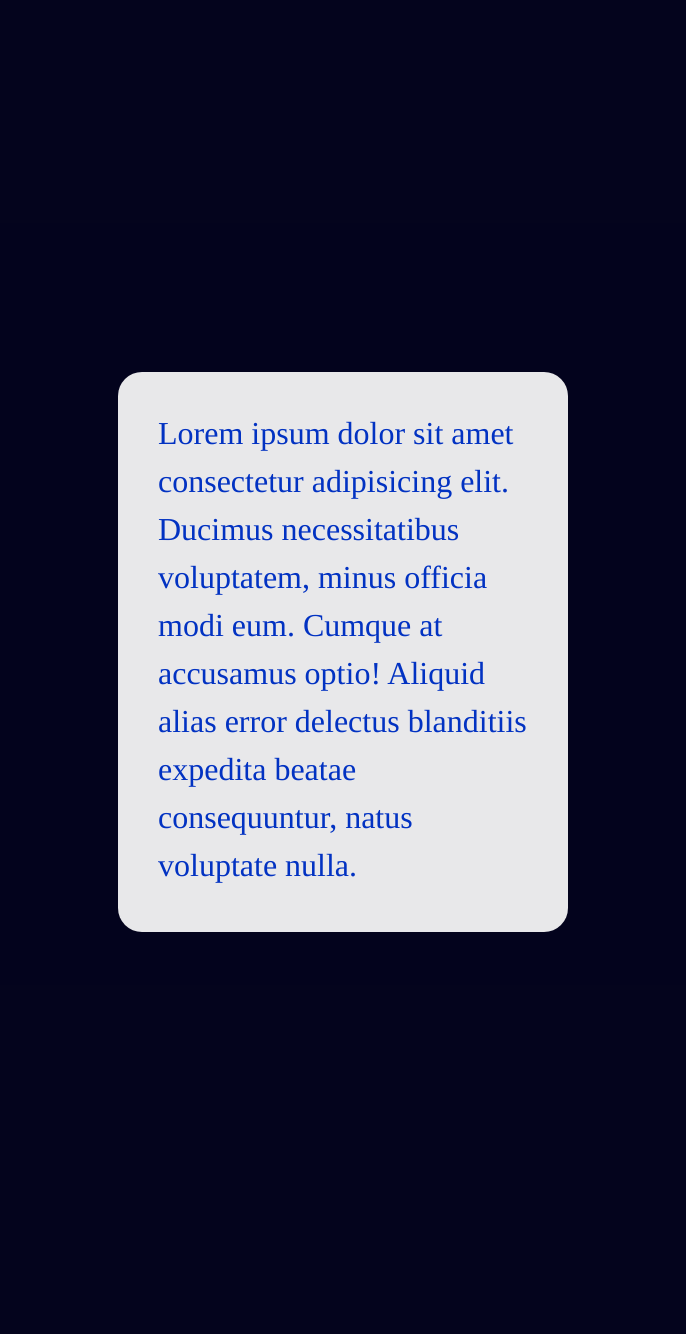 Lorem ipsum dolor sit amet
consectetur adipisicing elit.
Ducimus necessitatibus
voluptatem, minus officia
modi eum. Cumque at
accusamus optio! Aliquid
alias error delectus blanditiis
expedita beatae
consequuntur, natus
voluptate nulla.